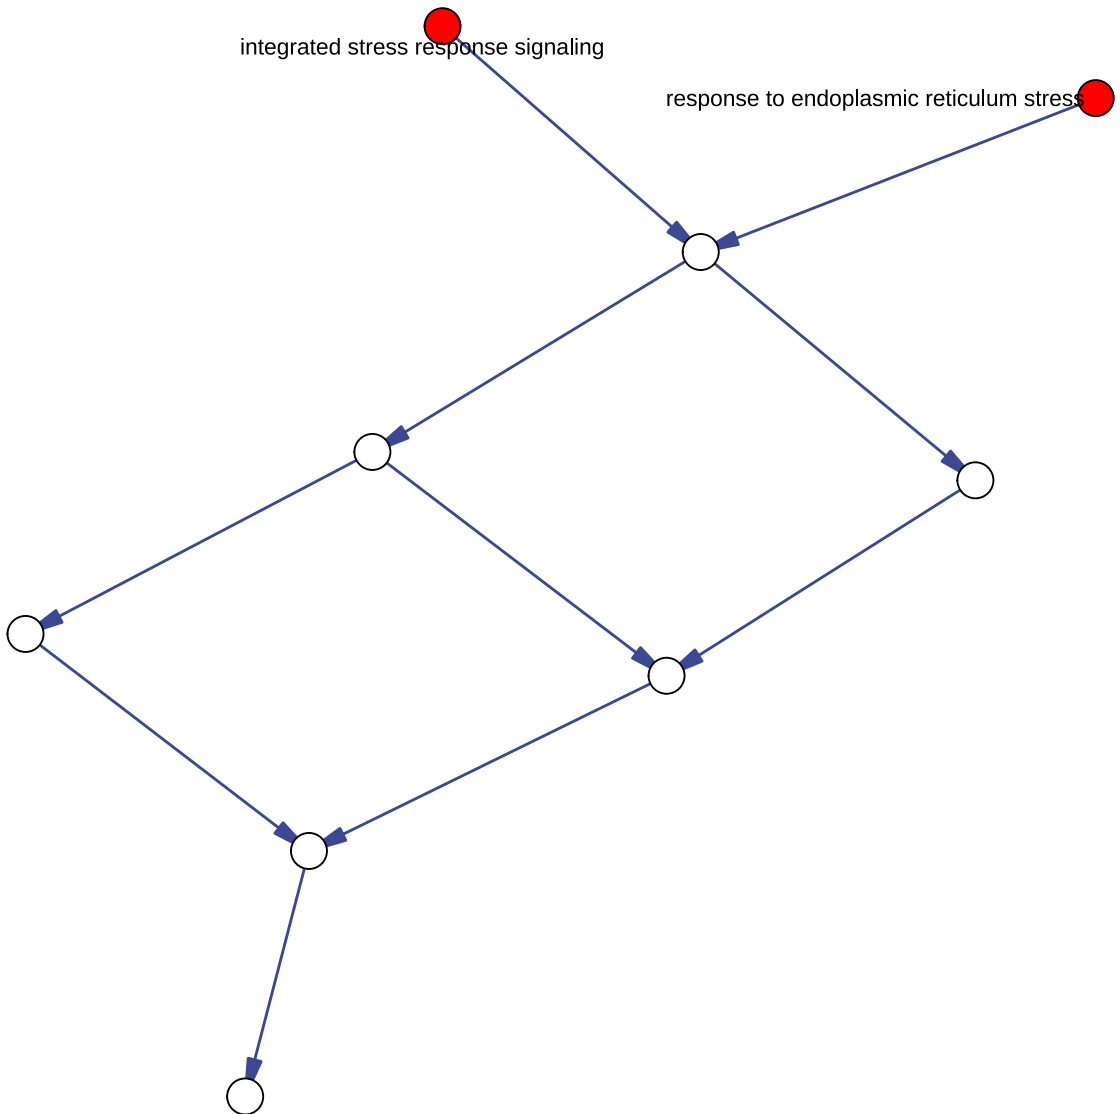 integrated stress response signaling
response to endoplasmic reticulum stress